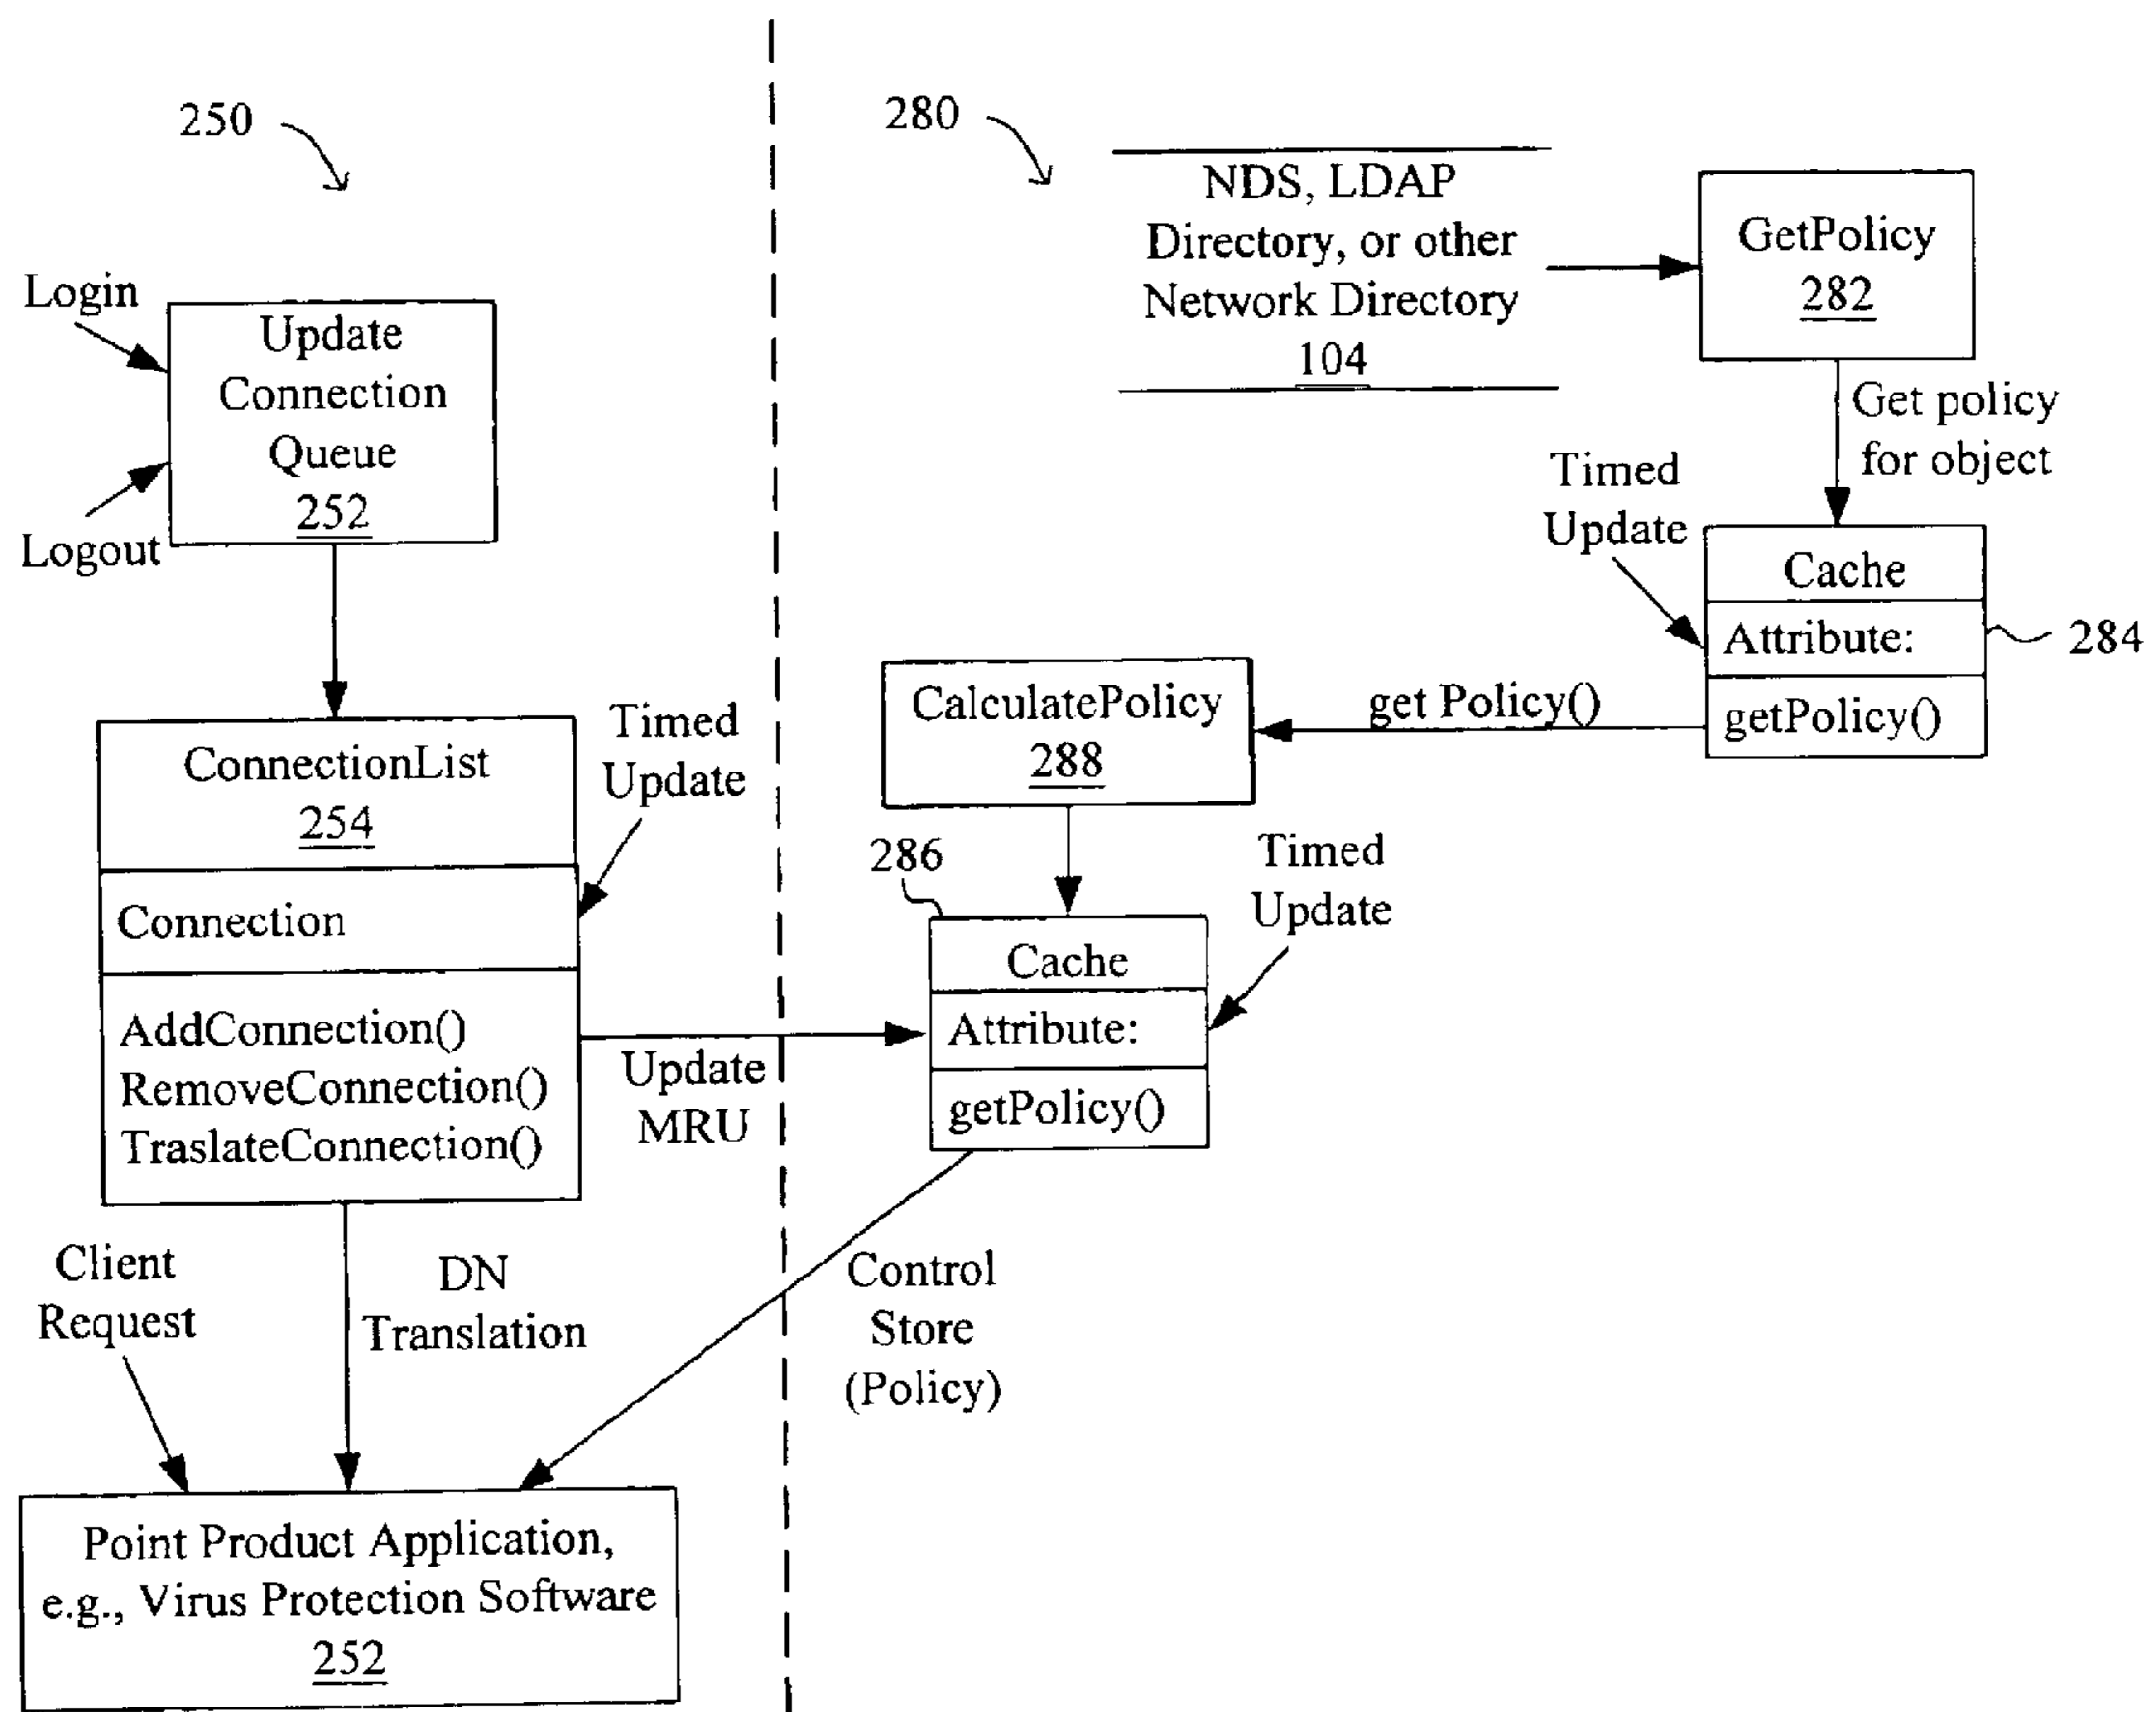 250
Login
Logout
Update
Connection
Queue
252
ConnectionList
254
Connection
AddConnection()
RemoveConnection()
TraslateConnection()
Timed
Update
Update
MRU
Client
Request
DN
Translation
Point Product Application,
e.g., Virus Protection Software
252
280
NDS, LDAP
Directory, or other
Network Directory
104
GetPolicy
282
Get policy
for object
Timed
Update
Cache
Attribute:
getPolicy()
284
get Policy()
CalculatePolicy
288
286
Timed
Update
Cache
Attribute:
getPolicy()
Control
Store
(Policy)